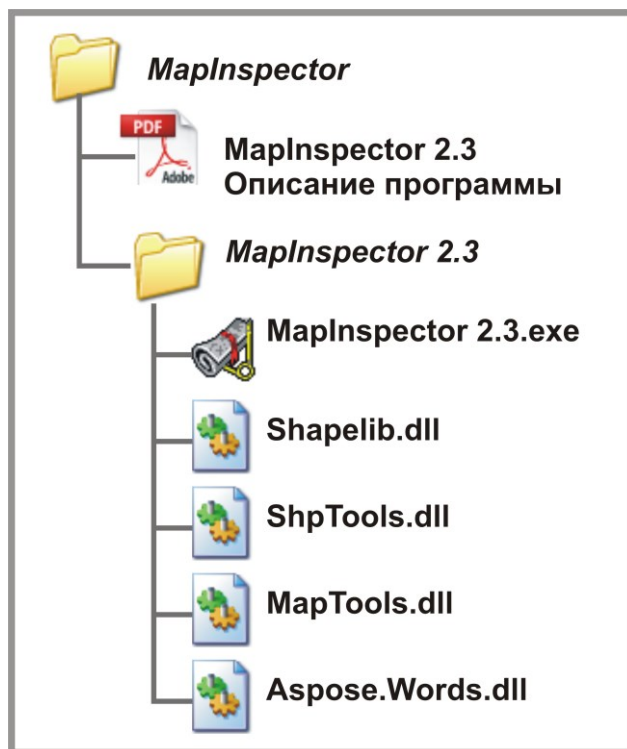 MapInspector
PDF
Adobe
MapInspector 2.3
Описание программы
MapInspector 2.3
MapInspector 2.3.exe
Shapelib.dll
ShpTools.dll
MapTools.dll
Aspose.Words.dll